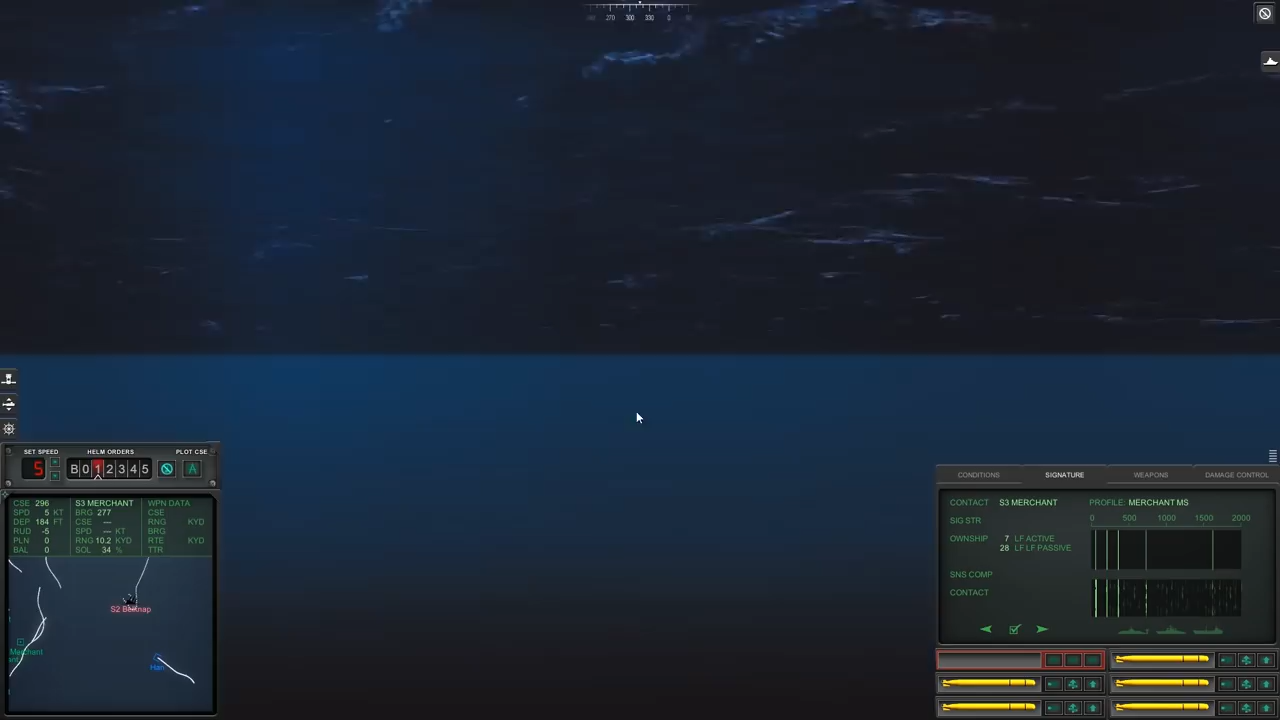 270 300 330 0
SET SPEED HELM ORDERS PLOT CSE
5 B 0 1 2 3 4 5 A
CSE 296 S3 MERCHANT WPN DATA
SPD 5 KT BRG 277 CSE
DEP 184 FT CSE --- RNG KYD
RUD -5 SPD --- KT BRG
PLN 0 RNG 10.2 KYD RTE KYD
BAL 0 SOL 34 % TTR
S2 Belknap
Merchant
Han
CONDITIONS SIGNATURE WEAPONS DAMAGE CONTROL
CONTACT S3 MERCHANT PROFILE: MERCHANT MS
SIG STR 0 500 1000 1500 2000
OWNSHIP 7 LF ACTIVE
28 LF LF PASSIVE
SNS COMP
CONTACT